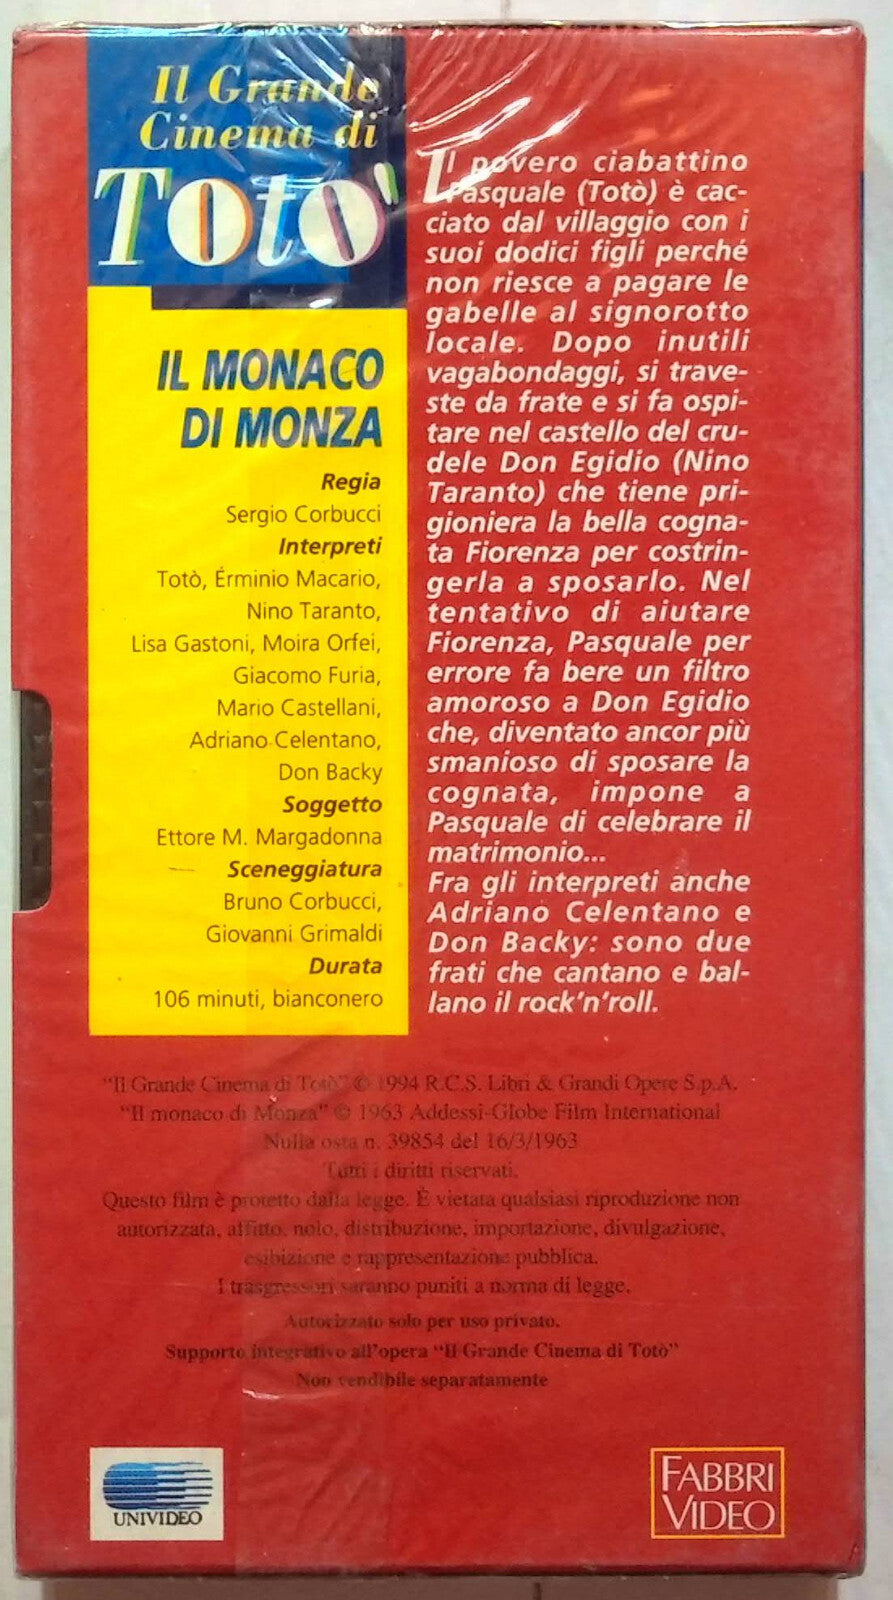 Il Grande
Cinema di
Totò
IL MONACO
DI MONZA
Regia
Sergio Corbucci
Interpreti
Totò, Érminio Macario,
Nino Taranto,
Lisa Gastoni, Moira Orfei,
Giacomo Furia,
Mario Castellani,
Adriano Celentano,
Don Backy
Soggetto
Ettore M. Margadonna
Sceneggiatura
Bruno Corbucci,
Giovanni Grimaldi
Durata
106 minuti, bianconero
Il povero ciabattino
Pasquale (Totò) è cac-
ciato dal villaggio con i
suoi dodici figli perché
non riesce a pagare le
gabelle al signorotto
locale. Dopo inutili
vagabondaggi, si trave-
ste da frate e si fa ospi-
tare nel castello del cru-
dele Don Egidio (Nino
Taranto) che tiene pri-
gioniera la bella cogna-
ta Fiorenza per costrin-
gerla a sposarlo. Nel
tentativo di aiutare
Fiorenza, Pasquale per
errore fa bere un filtro
amoroso a Don Egidio
che, diventato ancor più
smanioso di sposare la
cognata, impone a
Pasquale di celebrare il
matrimonio...
Fra gli interpreti anche
Adriano Celentano e
Don Backy: sono due
frati che cantano e bal-
lano il rock'n'roll.
"Il Grande Cinema di Totò" © 1994 R.C.S. Libri & Grandi Opere S.p.A.
"Il monaco di Monza" © 1963 Addessi-Globe Film International
Nulla osta n. 39854 del 16/3/1963
Tutti i diritti riservati.
Questo film è protetto dalla legge. È vietata qualsiasi riproduzione non
autorizzata, affitto, nolo, distribuzione, importazione, divulgazione,
esibizione e rappresentazione pubblica.
I trasgressori saranno puniti a norma di legge.
Autorizzato solo per uso privato.
Supporto integrativo all'opera "Il Grande Cinema di Totò"
Non vendibile separatamente
UNIVIDEO
FABBRI
VIDEO